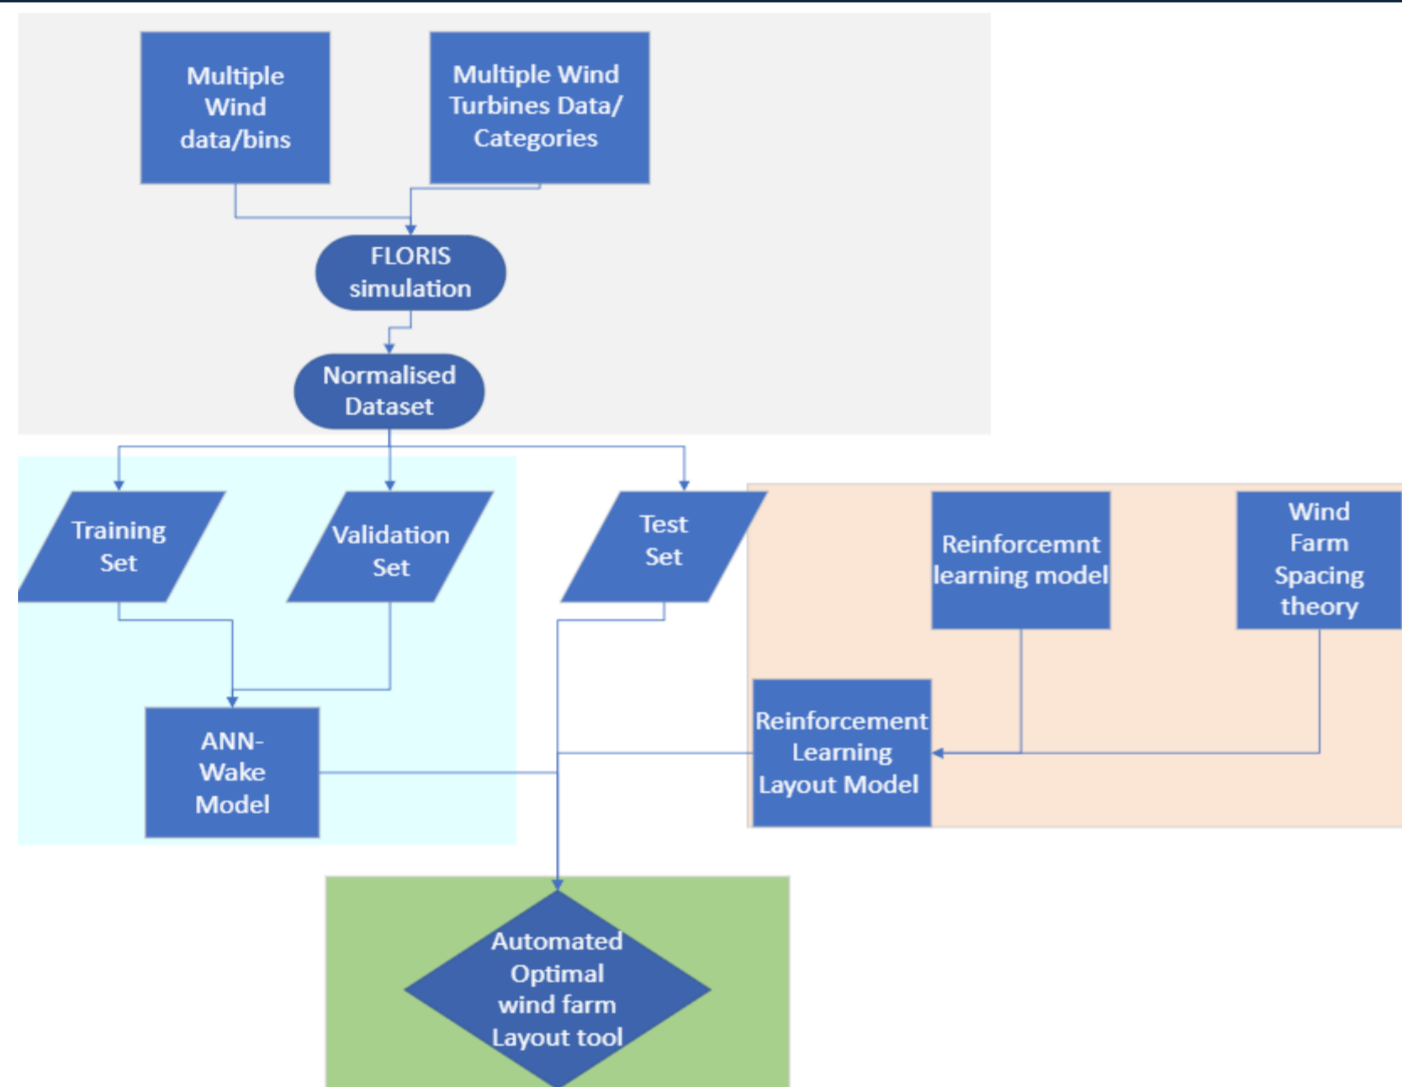 Multiple
Wind
data/bins
Multiple Wind
Turbines Data/
Categories
FLORIS
simulation
Normalised
Dataset
Training
Set
Validation
Set
Test
Set
Reinforcemnt
learning model
Wind
Farm
Spacing
theory
ANN-
Wake
Model
Reinforcement
Learning
Layout Model
Automated
Optimal
wind farm
Layout tool